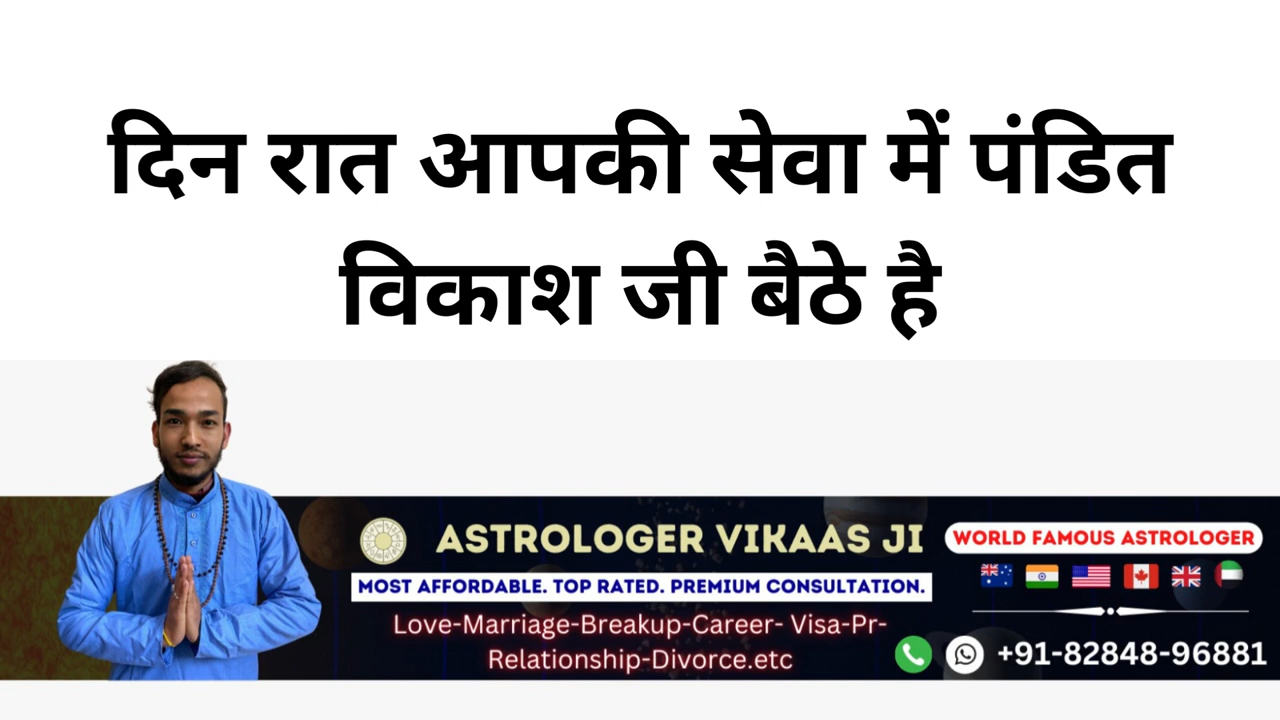 दिन रात आपकी सेवा में पंडित
विकाश जी बैठे है
ASTROLOGER VIKAAS JI
MOST AFFORDABLE. TOP RATED. PREMIUM CONSULTATION.
Love-Marriage-Breakup-Career- Visa-Pr-
Relationship-Divorce.etc
WORLD FAMOUS ASTROLOGER
+91-82848-96881